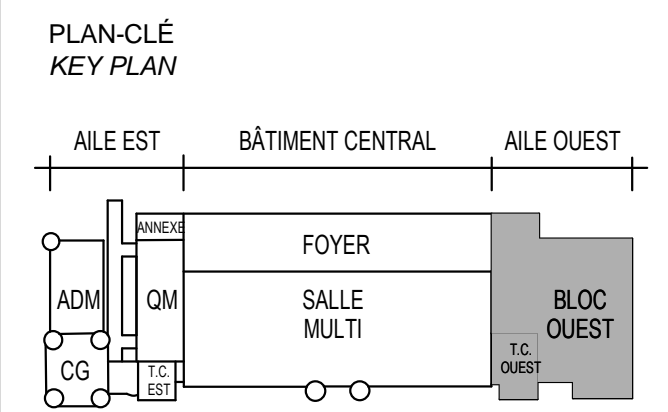 PLAN-CLÉ
KEY PLAN
AILE EST
BÂTIMENT CENTRAL
AILE OUEST
ANNEXE
FOYER
ADM
QM
SALLE
MULTI
BLOC
OUEST
CG
T.C.
EST
T.C.
OUEST